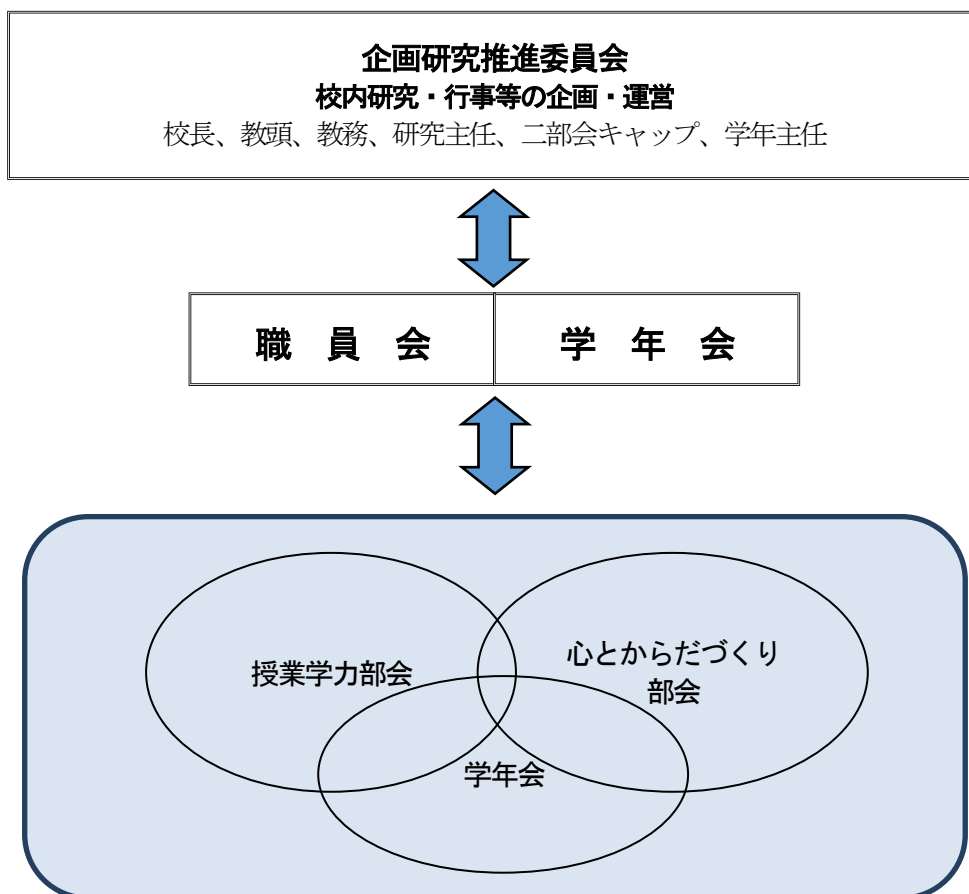 企画研究推進委員会
校内研究・行事等の企画・運営
校長、教頭、教務、研究主任、二部会キャップ、学年主任
職　員　会
学　年　会
授業学力部会
心とからだづくり
部会
学年会